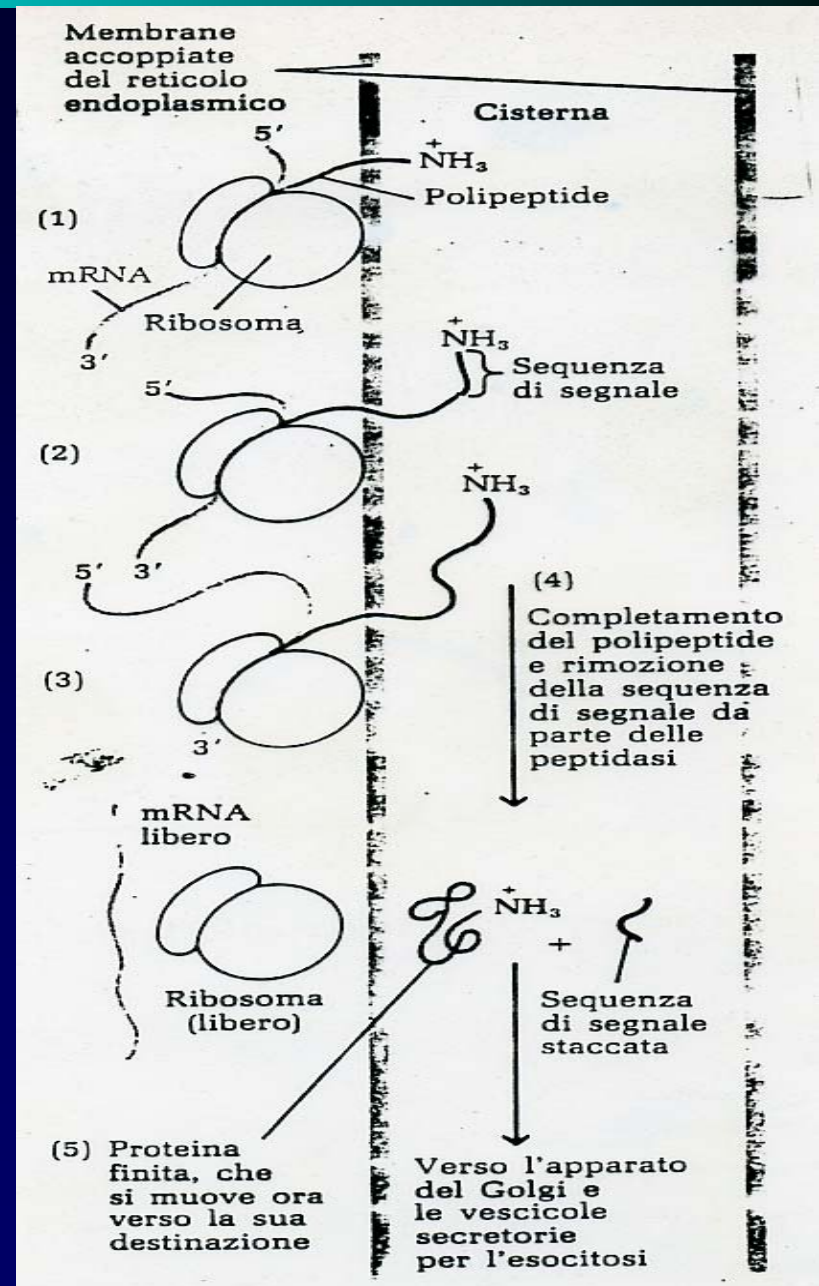 Membrane
accoppiate
del reticolo
endoplasmico
Cisterna
5'
+
NH₃
Polipeptide
(1)
mRNA
Ribosoma
3'
+
NH₃
Sequenza
di segnale
5'
(2)
+
NH₃
5' 3'
(4)
Completamento
del polipeptide
e rimozione
della sequenza
di segnale da
parte delle
peptidasi
(3)
3'
mRNA
libero
+
NH₃
+
Ribosoma
(libero)
Sequenza
di segnale
staccata
(5) Proteina
finita, che
si muove ora
verso la sua
destinazione
Verso l'apparato
del Golgi e
le vescicole
secretorie
per l'esocitosi